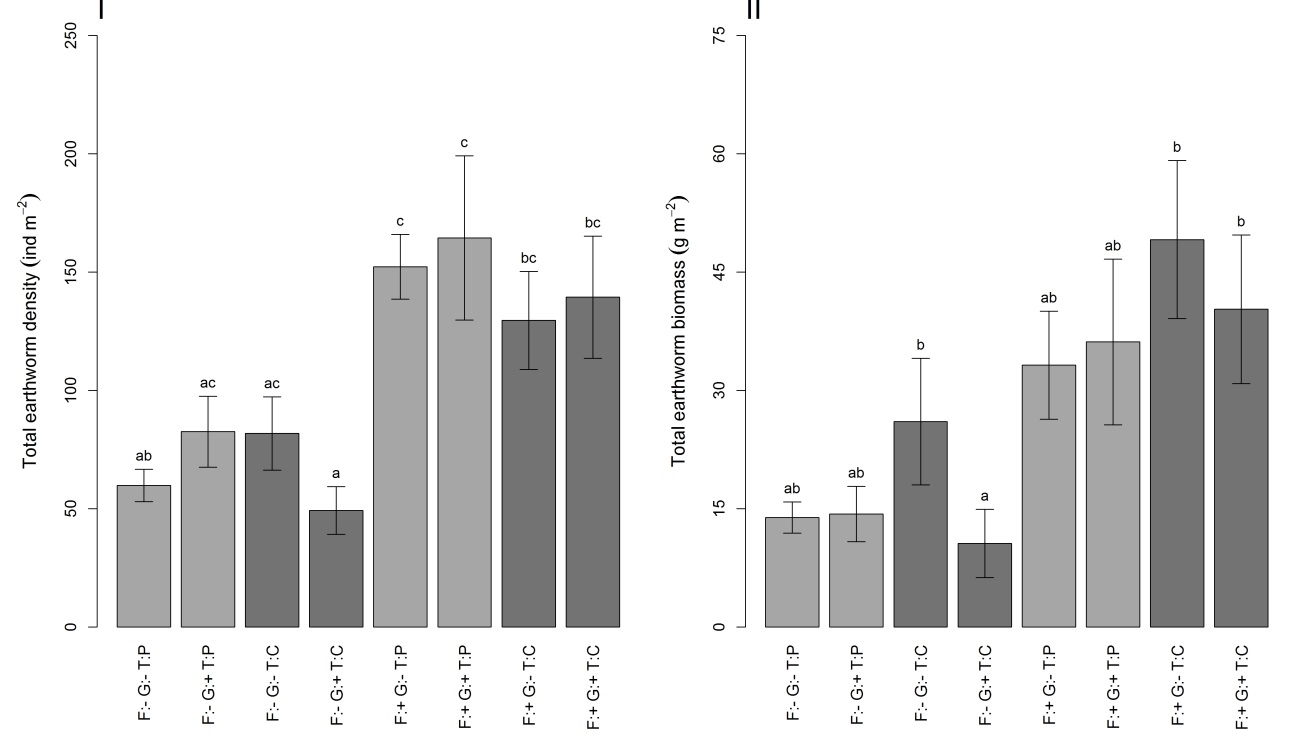 I
II
250
200
150
100
50
0
Total earthworm density (ind m⁻²)
ab
ac
ac
a
c
c
bc
bc
F:- G:- T:P
F:- G:+ T:P
F:- G:- T:C
F:- G:+ T:C
F:+ G:- T:P
F:+ G:+ T:P
F:+ G:- T:C
F:+ G:+ T:C
75
60
45
30
15
0
Total earthworm biomass (g m⁻²)
ab
ab
b
a
ab
ab
b
b
F:- G:- T:P
F:- G:+ T:P
F:- G:- T:C
F:- G:+ T:C
F:+ G:- T:P
F:+ G:+ T:P
F:+ G:- T:C
F:+ G:+ T:C